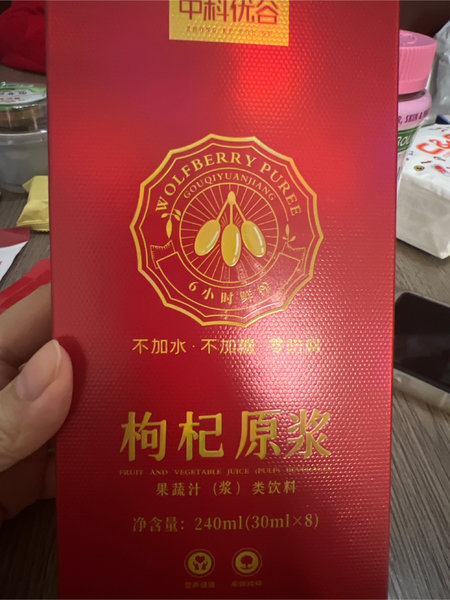 中科优谷
WOLFBERRY PUREE
GOUQIYUANJIANG
6小时鲜榨
不加水·不加糖·零防腐
枸杞原浆
FRUIT AND VEGETABLE JUICE (PULP) BEVERAGES
果蔬汁（浆）类饮料
净含量：240ml(30ml×8)